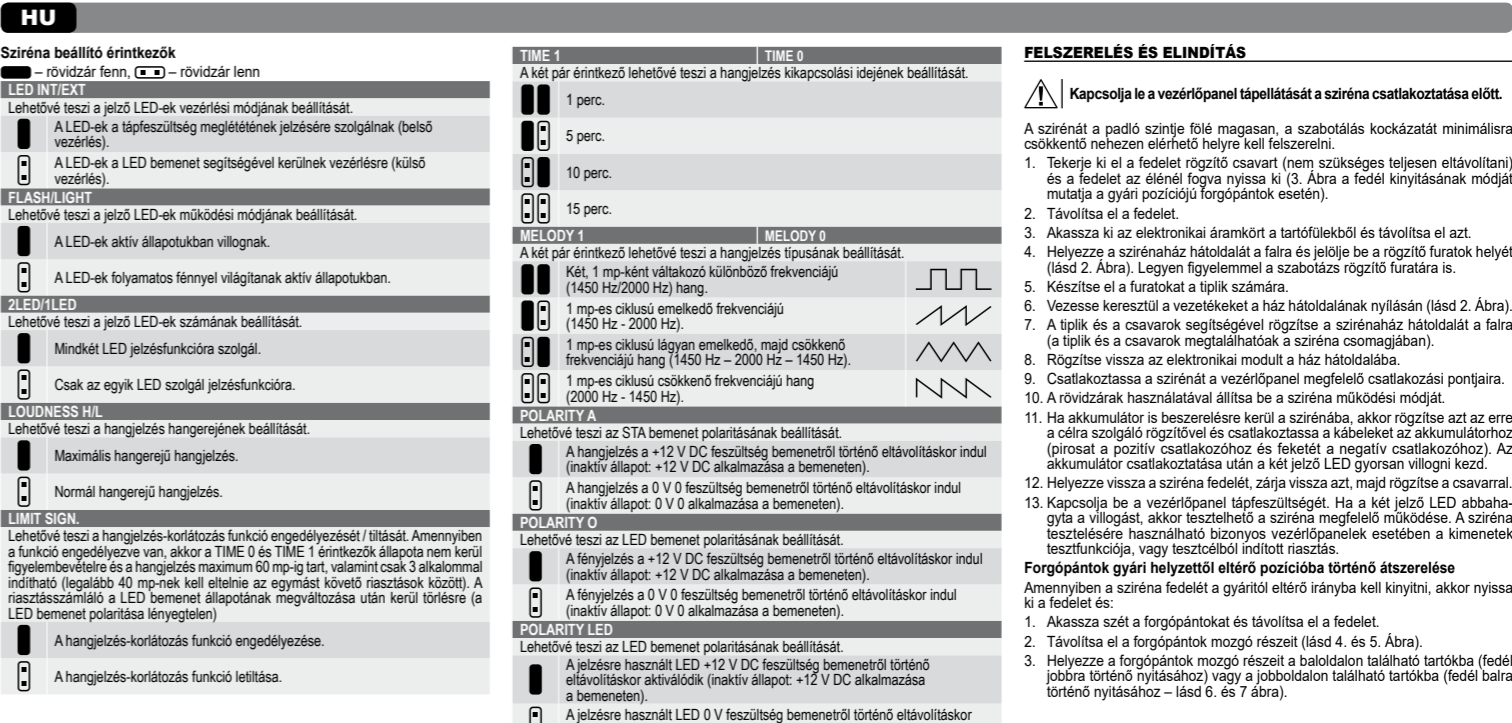 HU
Sziréna beállító érintkezők
– rövidzár fenn, – rövidzár lenn
LED INT/EXT
Lehetővé teszi a jelző LED-ek vezérlési módjának beállítását.
A LED-ek a tápfeszültség meglétének jelzésére szolgálnak (belső
vezérlés).
A LED-ek a LED bemenet segítségével kerülnek vezérlésre (külső
vezérlés).
FLASH/LIGHT
Lehetővé teszi a jelző LED-ek működési módjának beállítását.
A LED-ek aktív állapotukban villognak.
A LED-ek folyamatos fénnyel világítanak aktív állapotukban.
2LED/1LED
Lehetővé teszi a jelző LED-ek számának beállítását.
Mindkét LED jelzésfunkcióra szolgál.
Csak az egyik LED szolgál jelzésfunkcióra.
LOUDNESS H/L
Lehetővé teszi a hangjelzés hangerejének beállítását.
Maximális hangerejű hangjelzés.
Normál hangerejű hangjelzés.
LIMIT SIGN.
Lehetővé teszi a hangjelzés-korlátozás funkció engedélyezését / tiltását. Amennyiben
a funkció engedélyezve van, akkor a TIME 0 és TIME 1 érintkezők állapota nem kerül
figyelembevételre és a hangjelzés maximum 60 mp-ig tart, valamint csak 3 alkalommal
indítható (legalább 40 mp-nek kell eltelnie az egymást követő riasztások között). A
riasztásszámláló a LED bemenet állapotának megváltozása után kerül törlésre (a
LED bemenet polaritása lényegtelen)
A hangjelzés-korlátozás funkció engedélyezése.
A hangjelzés-korlátozás funkció letiltása.
TIME 1 TIME 0
A két pár érintkező lehetővé teszi a hangjelzés kikapcsolási idejének beállítását.
1 perc.
5 perc.
10 perc.
15 perc.
MELODY 1 MELODY 0
A két pár érintkező lehetővé teszi a hangjelzés típusának beállítását.
Két, 1 mp-ként váltakozó különböző frekvenciájú
(1450 Hz/2000 Hz) hang.
1 mp-es ciklusú emelkedő frekvenciájú
(1450 Hz - 2000 Hz).
1 mp-es ciklusú lágyan emelkedő, majd csökkenő
frekvenciájú hang (1450 Hz – 2000 Hz – 1450 Hz).
1 mp-es ciklusú csökkenő frekvenciájú hang
(2000 Hz - 1450 Hz).
POLARITY A
Lehetővé teszi az STA bemenet polaritásának beállítását.
A hangjelzés a +12 V DC feszültség bemenetről történő eltávolításkor indul
(inaktív állapot: +12 V DC alkalmazása a bemeneten).
A hangjelzés a 0 V 0 feszültség bemenetről történő eltávolításkor indul
(inaktív állapot: 0 V 0 alkalmazása a bemeneten).
POLARITY O
Lehetővé teszi az LED bemenet polaritásának beállítását.
A fényjelzés a +12 V DC feszültség bemenetről történő eltávolításkor indul
(inaktív állapot: +12 V DC alkalmazása a bemeneten).
A fényjelzés a 0 V 0 feszültség bemenetről történő eltávolításkor indul
(inaktív állapot: 0 V 0 alkalmazása a bemeneten).
POLARITY LED
Lehetővé teszi az LED bemenet polaritásának beállítását.
A jelzésre használt LED +12 V DC feszültség bemenetről történő
eltávolításkor aktiválódik (inaktív állapot: +12 V DC alkalmazása
a bemeneten).
A jelzésre használt LED 0 V feszültség bemenetről történő eltávolításkor
FELSZERELÉS ÉS ELINDÍTÁS
Kapcsolja le a vezérlőpanel tápellátását a sziréna csatlakoztatása előtt.
A szirénát a padló szintje fölé magasan, a szabotálás kockázatát minimálisra
csökkentő nehezen elérhető helyre kell felszerelni.
1. Tekerje ki el a fedelet rögzítő csavart (nem szükséges teljesen eltávolítani)
és a fedelet az élénél fogva nyissa ki (3. Ábra a fedél kinyitásának módját
mutatja a gyári pozíciójú forgópántok esetén).
2. Távolítsa el a fedelet.
3. Akassza ki az elektronikai áramkört a tartófülekből és távolítsa el azt.
4. Helyezze a szirénaház hátoldalát a falra és jelölje be a rögzítő furatok helyét
(lásd 2. Ábra). Legyen figyelemmel a szabotázs rögzítő furatára is.
5. Készítse el a furatokat a tiplik számára.
6. Vezesse keresztül a vezetékeket a ház hátoldalának nyílásán (lásd 2. Ábra).
7. A tiplik és a csavarok segítségével rögzítse a szirénaház hátoldalát a falra
(a tiplik és a csavarok megtalálhatóak a sziréna csomagjában).
8. Rögzítse vissza az elektronikai modult a ház hátoldalába.
9. Csatlakoztassa a szirénát a vezérlőpanel megfelelő csatlakozási pontjaira.
10. A rövidzárak használatával állítsa be a sziréna működési módját.
11. Ha akkumulátor is beszerelésre kerül a szirénába, akkor rögzítse azt az erre
a célra szolgáló rögzítővel és csatlakoztassa a kábeleket az akkumulátorhoz
(pirosat a pozitív csatlakozóhoz és feketét a negatív csatlakozóhoz). Az
akkumulátor csatlakoztatása után a két jelző LED gyorsan villogni kezd.
12. Helyezze vissza a sziréna fedelét, zárja vissza azt, majd rögzítse a csavarral.
13. Kapcsolja be a vezérlőpanel tápfeszültségét. Ha a két jelző LED abbaha-
gyta a villogást, akkor tesztelhető a sziréna megfelelő működése. A sziréna
tesztelésére használható bizonyos vezérlőpanelek esetében a kimenetek
tesztfunkciója, vagy tesztcélból indított riasztás.
Forgópántok gyári helyzettől eltérő pozícióba történő átszerelése
Amennyiben a sziréna fedelét a gyáritól eltérő irányba kell kinyitni, akkor nyissa
ki a fedelet és:
1. Akassza szét a forgópántokat és távolítsa el a fedelet.
2. Távolítsa el a forgópántok mozgó részeit (lásd 4. és 5. Ábra).
3. Helyezze a forgópántok mozgó részeit a baloldalon található tartókba (fedél
jobbra történő nyitásához) vagy a jobboldalon található tartókba (fedél balra
történő nyitásához – lásd 6. és 7 ábra).